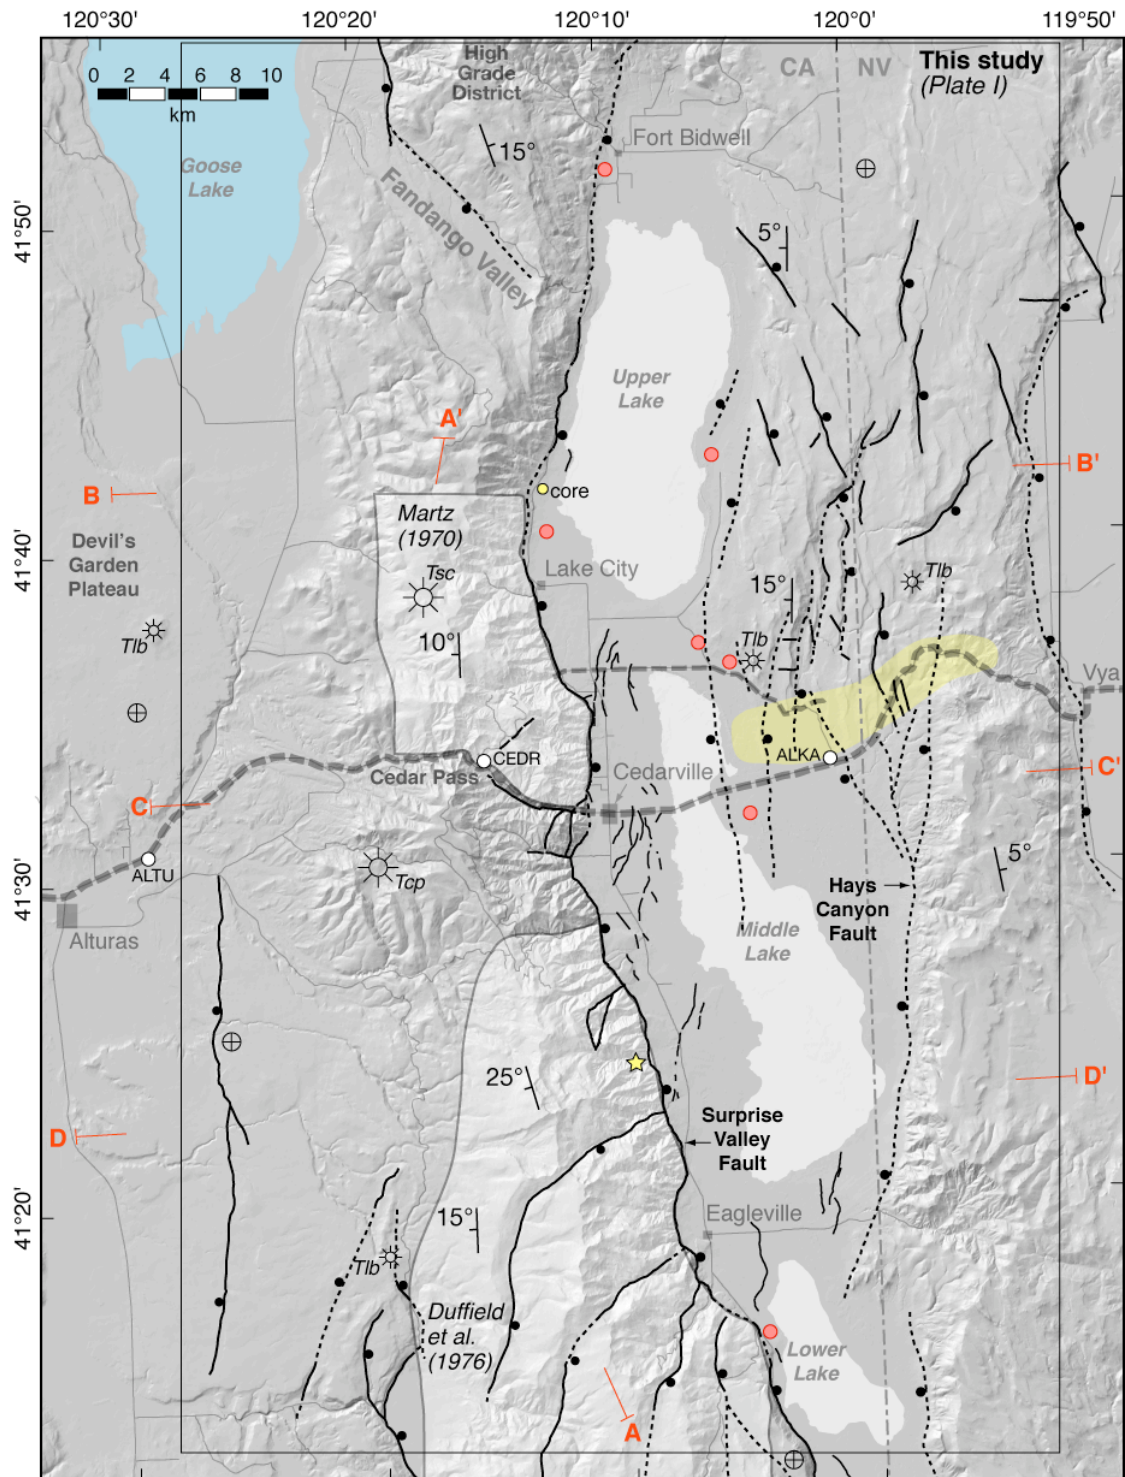 120°30'
120°20'
120°10'
120°0'
119°50'
0 2 4 6 8 10
km
High
Grade
District
CA
NV
This study
(Plate I)
Goose
Lake
15°
Fort Bidwell
Fandango Valley
41°50'
5°
Upper
Lake
A'
B
B'
core
Martz
(1970)
Devil's
Garden
Plateau
41°40'
Tsc
Lake City
15°
Tlb
Tlb
10°
Tlb
Vya
CEDR
ALKA
Cedar Pass
Cedarville
C
C'
ALTU
Tcp
5°
41°30'
Hays
Canyon
Fault
Alturas
Middle
Lake
25°
D'
D
Surprise
Valley
Fault
41°20'
15°
Eagleville
Tlb
Duffield
et al.
(1976)
Lower
Lake
A